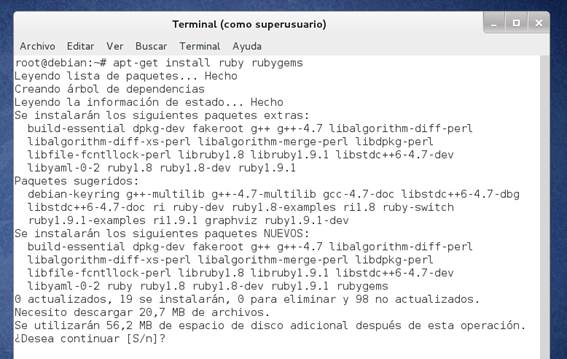 Terminal (como superusuario)
Archivo Editar Ver Buscar Terminal Ayuda
root@debian:~# apt-get install ruby rubygems
Leyendo lista de paquetes... Hecho
Creando árbol de dependencias
Leyendo la información de estado... Hecho
Se instalarán los siguientes paquetes extras:
build-essential dpkg-dev fakeroot g++ g++-4.7 libalgorithm-diff-perl
libalgorithm-diff-xs-perl libalgorithm-merge-perl libdpkg-perl
libfile-fcntllock-perl libruby1.8 libruby1.9.1 libstdc++6-4.7-dev
libyaml-0-2 ruby1.8 ruby1.8-dev ruby1.9.1
Paquetes sugeridos:
debian-keyring g++-multilib g++-4.7-multilib gcc-4.7-doc libstdc++6-4.7-dbg
libstdc++6-4.7-doc ri ruby-dev ruby1.8-examples ri1.8 ruby-switch
ruby1.9.1-examples ri1.9.1 graphviz ruby1.9.1-dev
Se instalarán los siguientes paquetes NUEVOS:
build-essential dpkg-dev fakeroot g++ g++-4.7 libalgorithm-diff-perl
libalgorithm-diff-xs-perl libalgorithm-merge-perl libdpkg-perl
libfile-fcntllock-perl libruby1.8 libruby1.9.1 libstdc++6-4.7-dev
libyaml-0-2 ruby ruby1.8 ruby1.8-dev ruby1.9.1 rubygems
0 actualizados, 19 se instalarán, 0 para eliminar y 98 no actualizados.
Necesito descargar 20,7 MB de archivos.
Se utilizarán 56,2 MB de espacio de disco adicional después de esta operación.
¿Desea continuar [S/n]?